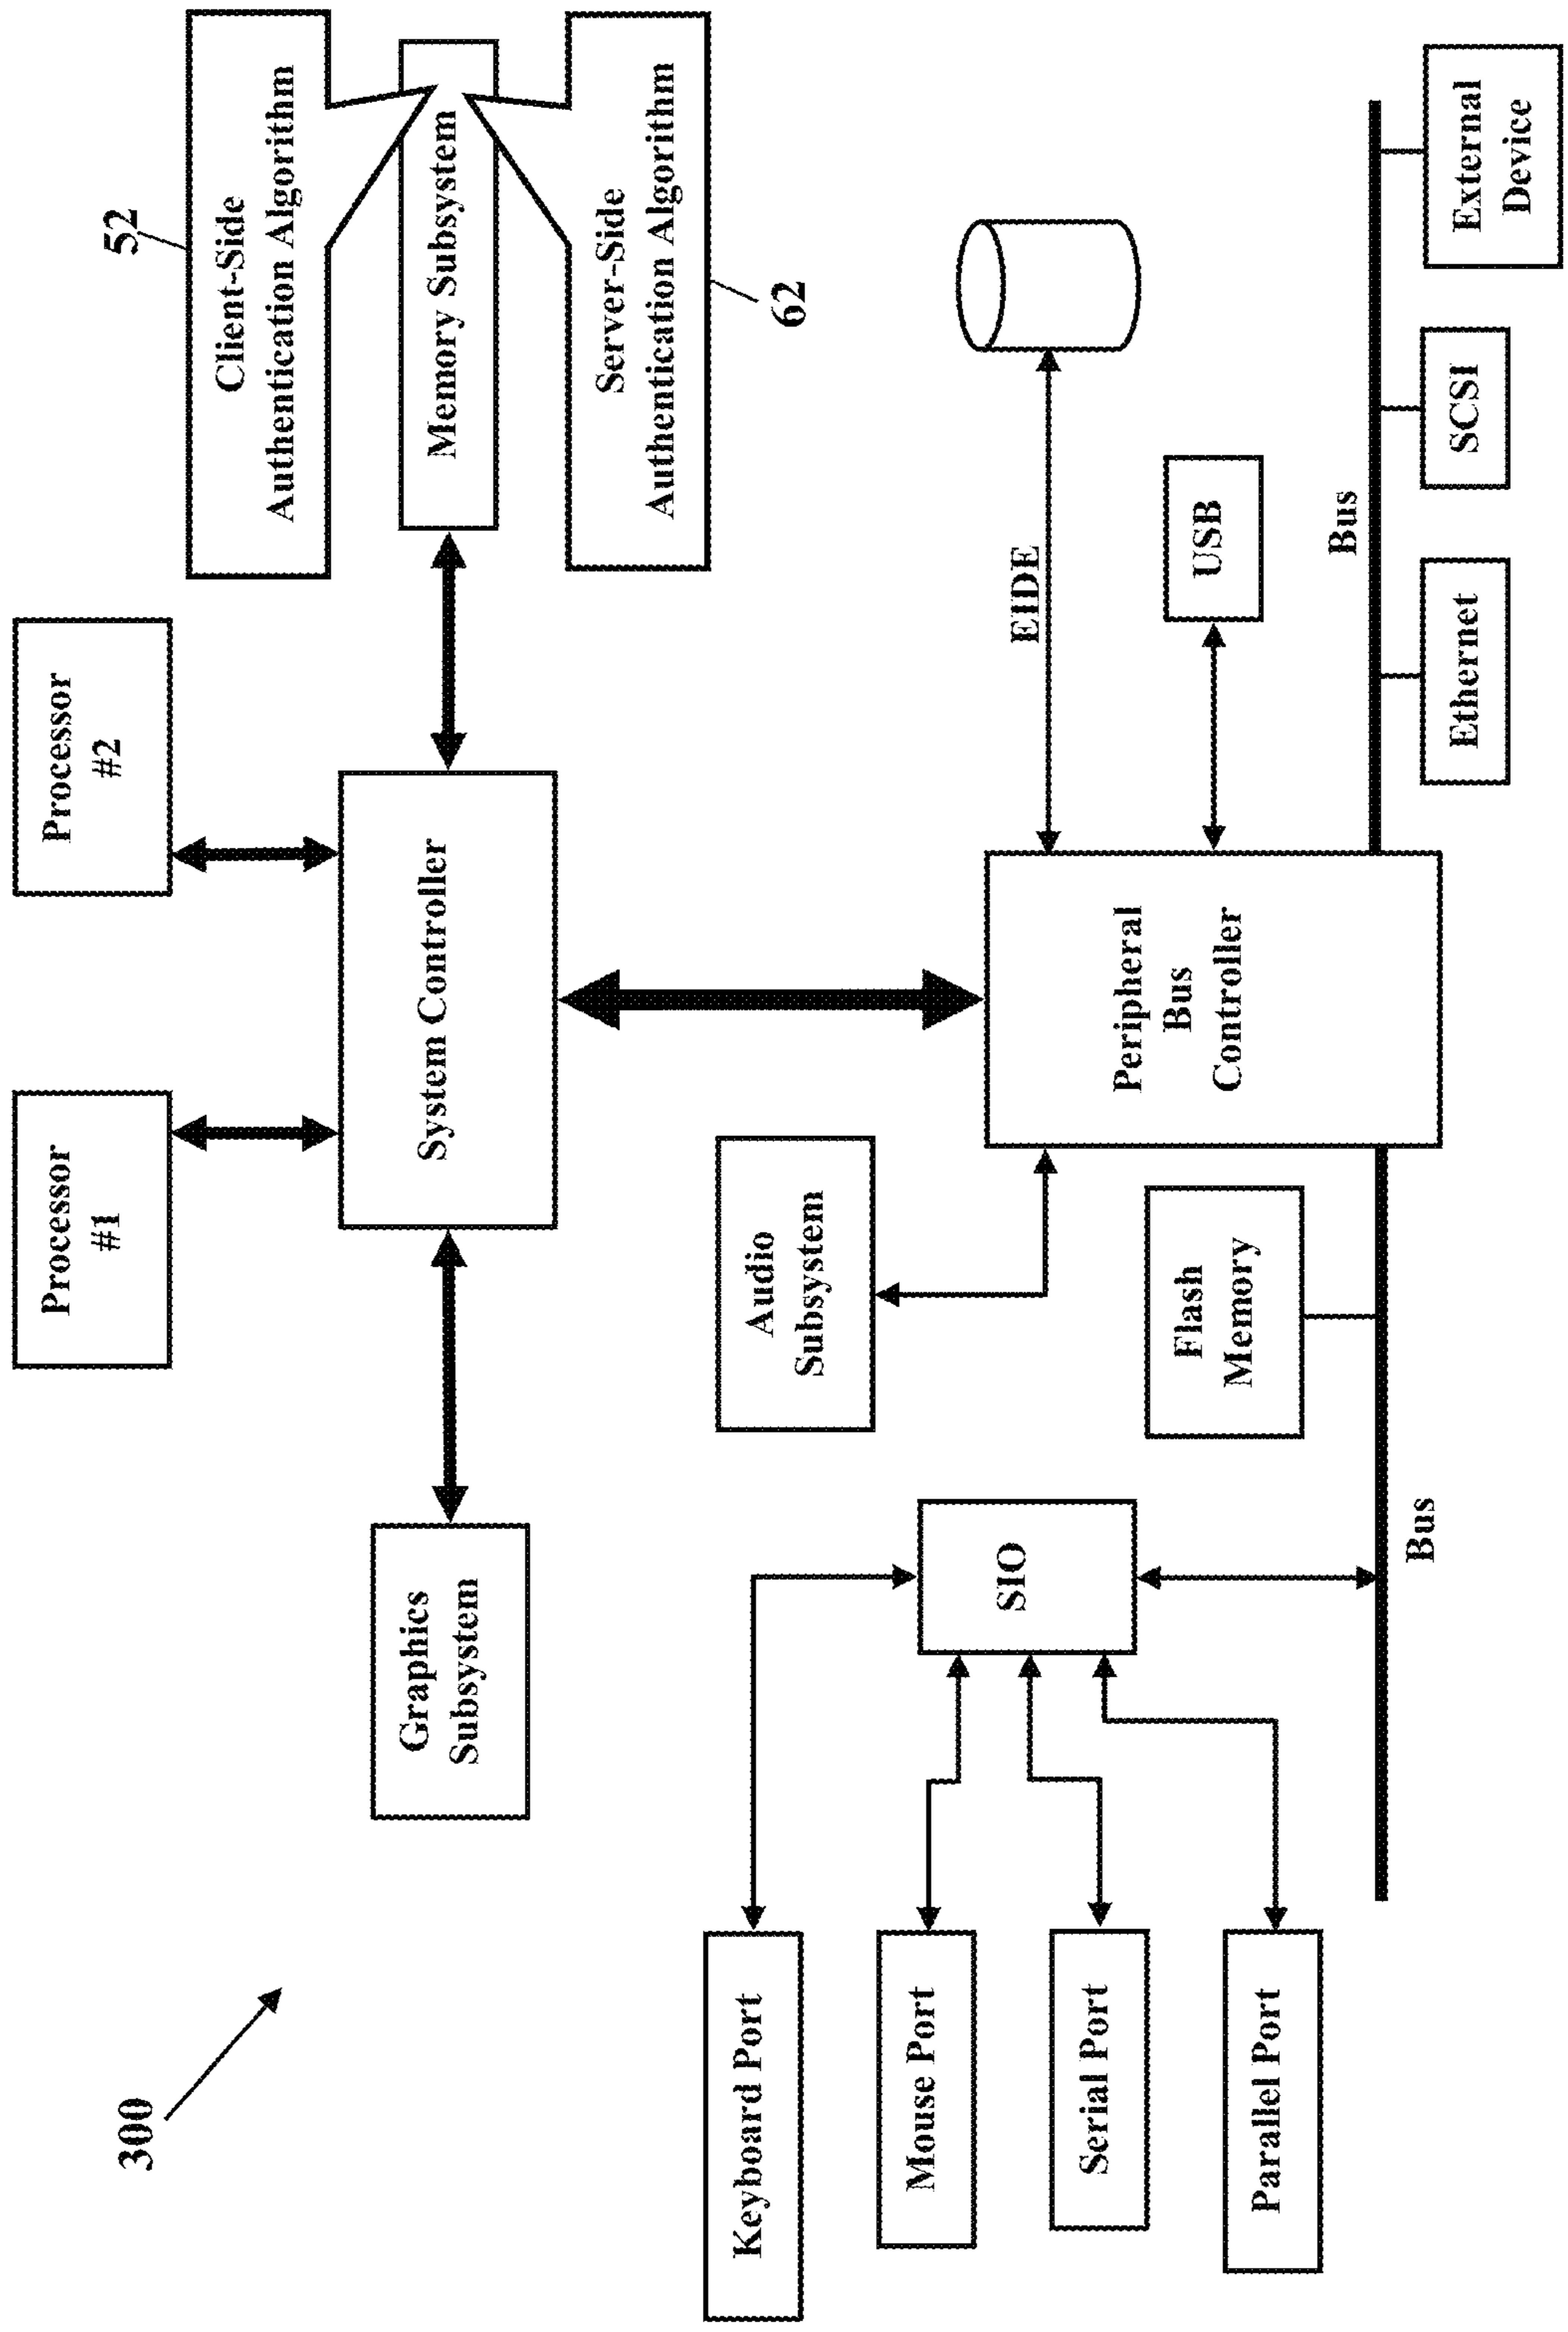 300
Processor
#1
Processor
#2
52
Client-Side
Authentication Algorithm
Graphics
Subsystem
System Controller
Memory Subsystem
Server-Side
Authentication Algorithm
62
Keyboard Port
Mouse Port
Serial Port
Parallel Port
SIO
Audio
Subsystem
Flash
Memory
Bus
Peripheral
Bus
Controller
EIDE
USB
Bus
Ethernet
SCSI
External
Device